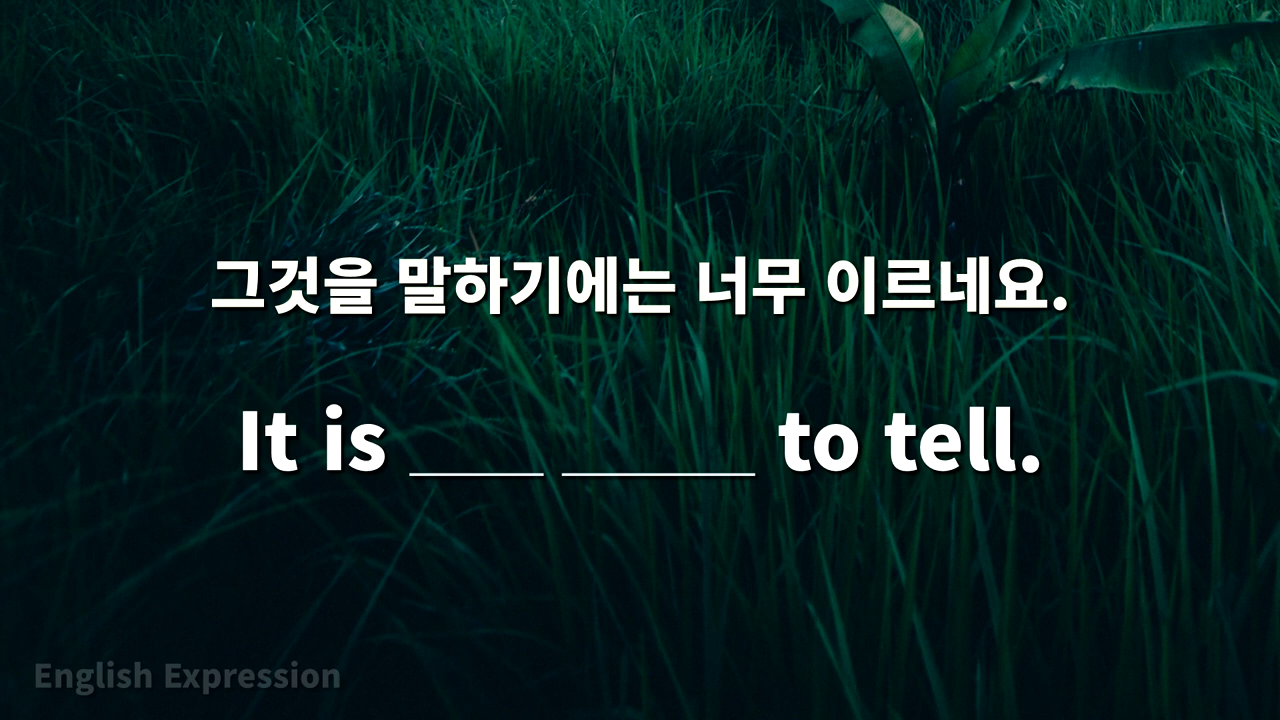 그것을 말하기에는 너무 이르네요.
It is ___ _____ to tell.
English Expression